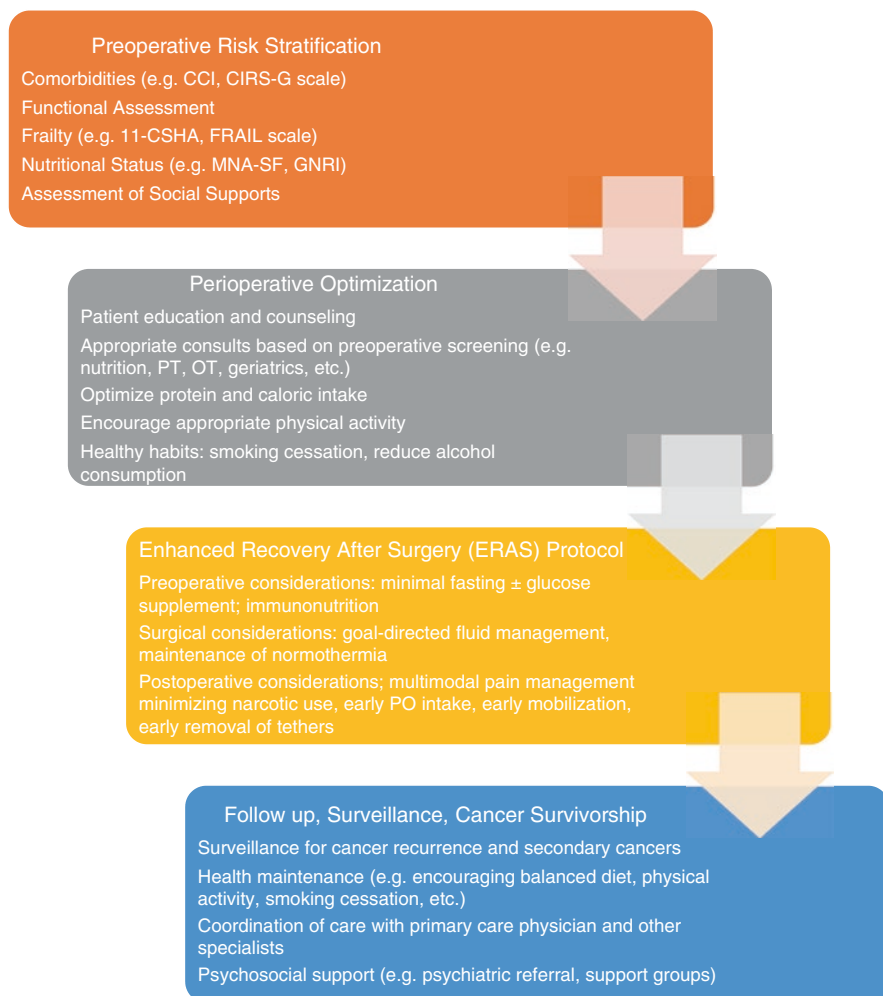 Preoperative Risk Stratification
Comorbidities (e.g. CCI, CIRS-G scale)
Functional Assessment
Frailty (e.g. 11-CSHA, FRAIL scale)
Nutritional Status (e.g. MNA-SF, GNRI)
Assessment of Social Supports
Perioperative Optimization
Patient education and counseling
Appropriate consults based on preoperative screening (e.g.
nutrition, PT, OT, geriatrics, etc.)
Optimize protein and caloric intake
Encourage appropriate physical activity
Healthy habits: smoking cessation, reduce alcohol
consumption
Enhanced Recovery After Surgery (ERAS) Protocol
Preoperative considerations: minimal fasting ± glucose
supplement; immunonutrition
Surgical considerations: goal-directed fluid management,
maintenance of normothermia
Postoperative considerations; multimodal pain management
minimizing narcotic use, early PO intake, early mobilization,
early removal of tethers
Follow up, Surveillance, Cancer Survivorship
Surveillance for cancer recurrence and secondary cancers
Health maintenance (e.g. encouraging balanced diet, physical
activity, smoking cessation, etc.)
Coordination of care with primary care physician and other
specialists
Psychosocial support (e.g. psychiatric referral, support groups)